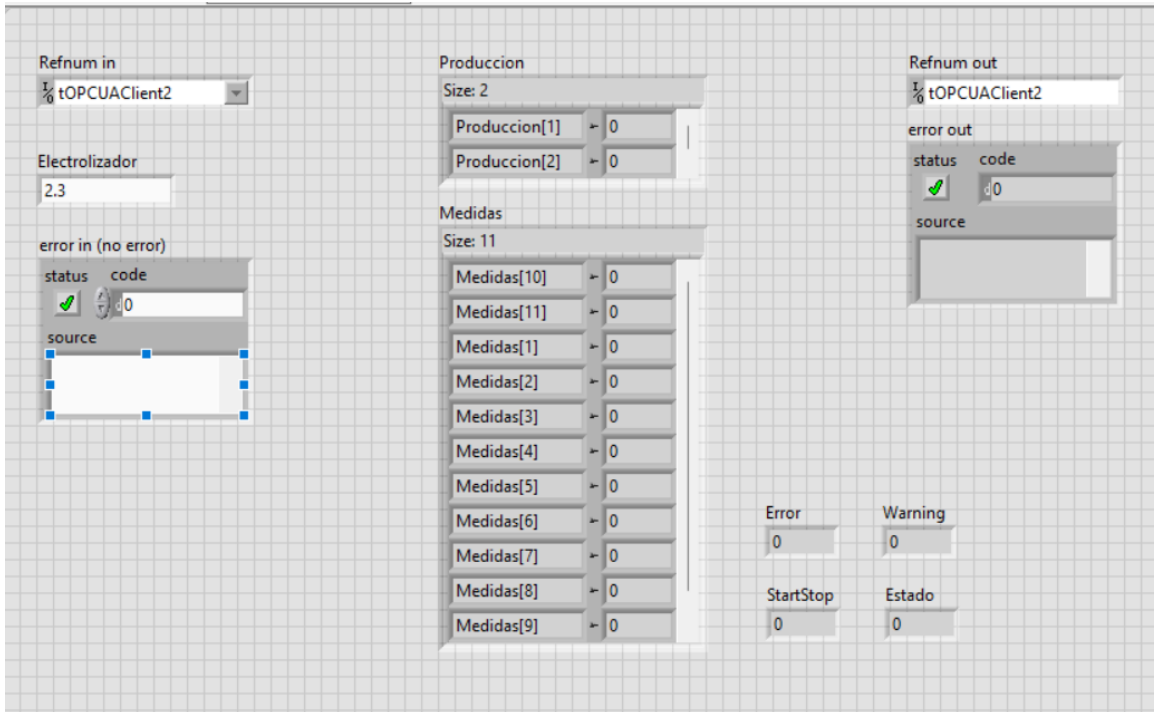 Refnum in
tOPCUAClient2
Electrolizador
2.3
error in (no error)
status code
d 0
source
Produccion
Size: 2
Produccion[1] 0
Produccion[2] 0
Medidas
Size: 11
Medidas[10] 0
Medidas[11] 0
Medidas[1] 0
Medidas[2] 0
Medidas[3] 0
Medidas[4] 0
Medidas[5] 0
Medidas[6] 0
Medidas[7] 0
Medidas[8] 0
Medidas[9] 0
Refnum out
tOPCUAClient2
error out
status code
d 0
source
Error Warning
0 0
StartStop Estado
0 0